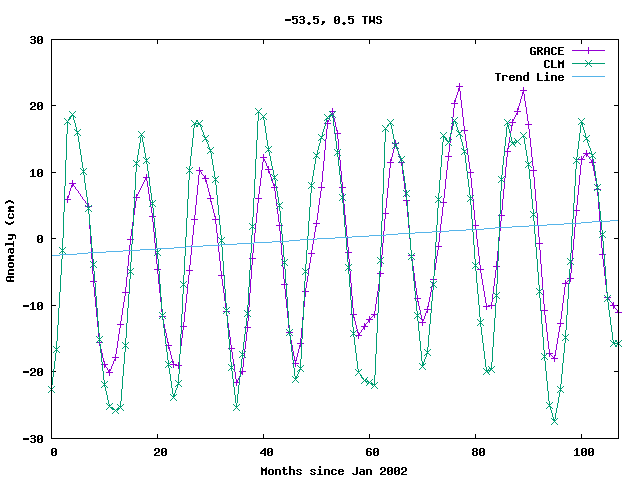 -53.5, 0.5 TWS
GRACE
CLM
Trend Line
30
20
10
0
-10
-20
-30
Anomaly (cm)
0 20 40 60 80 100
Months since Jan 2002